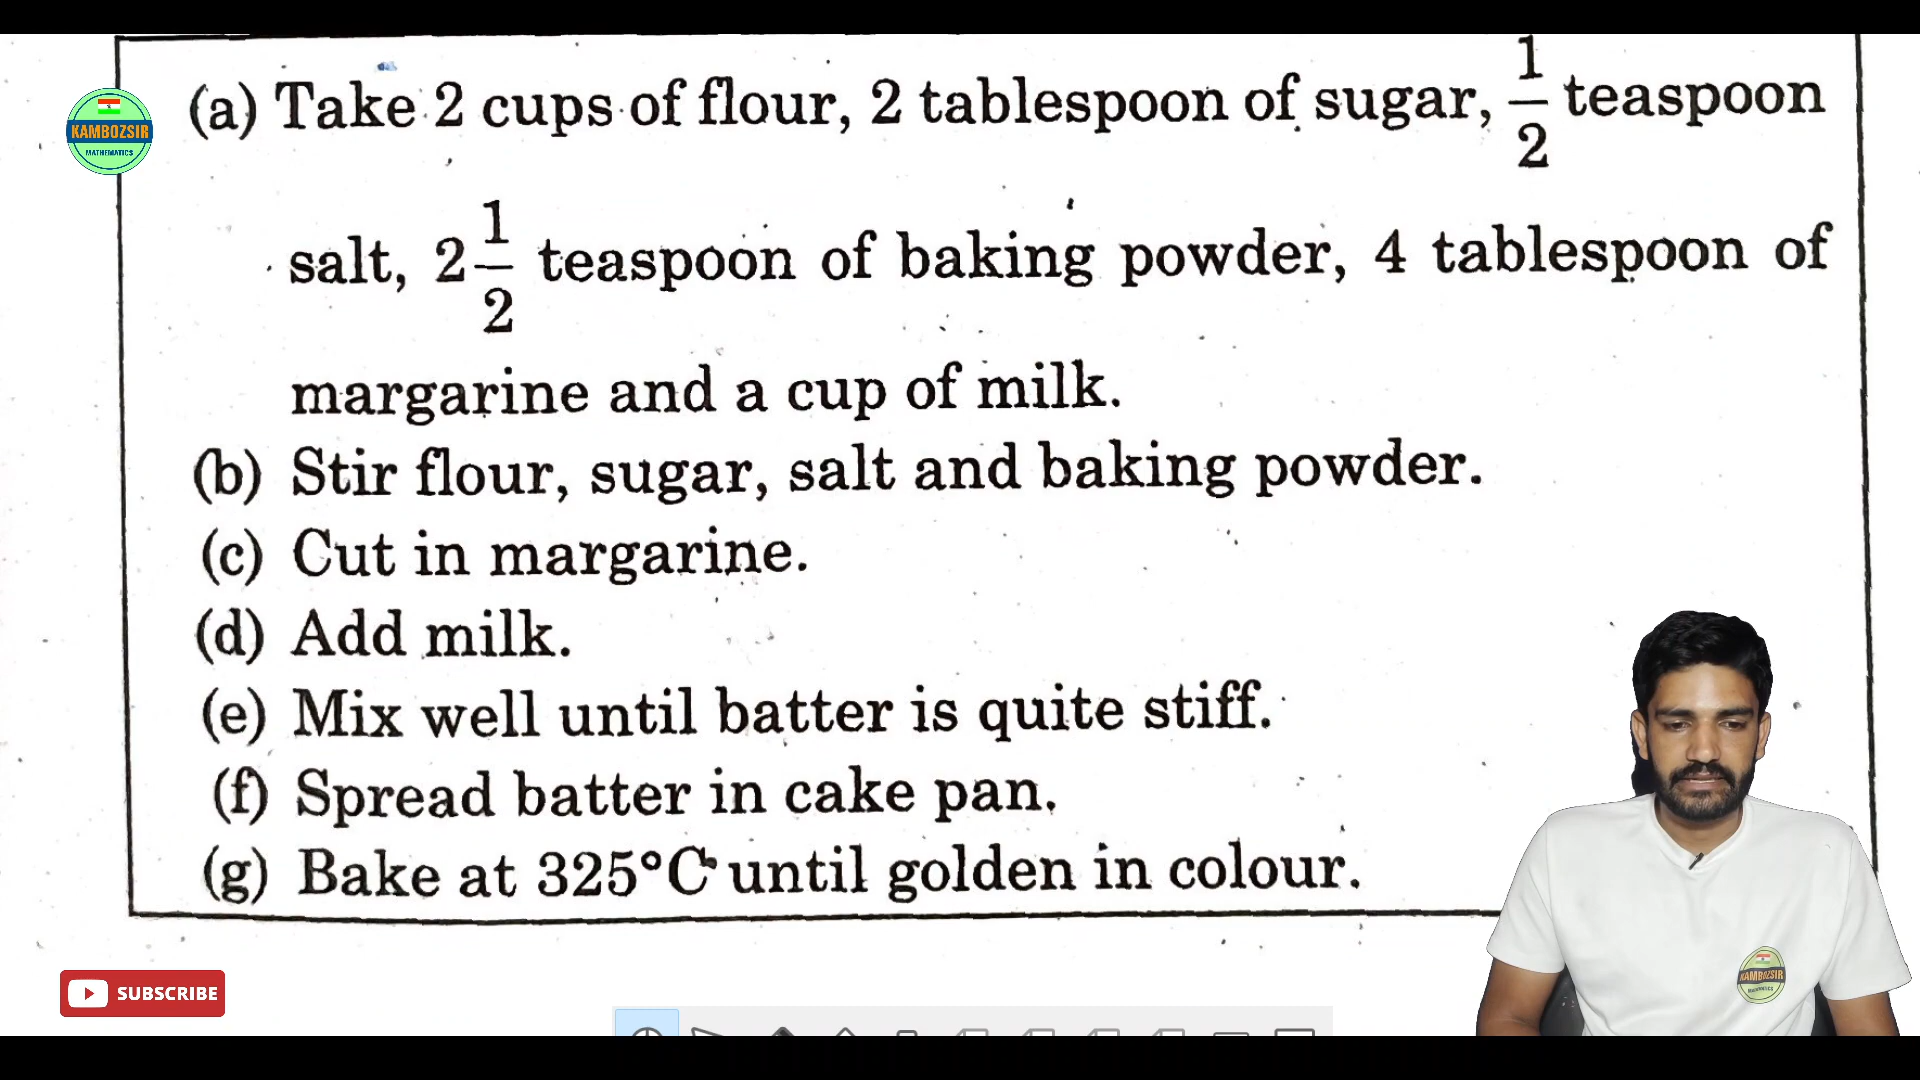 (a) Take 2 cups of flour, 2 tablespoon of sugar, 1/2 teaspoon
salt, 2 1/2 teaspoon of baking powder, 4 tablespoon of
margarine and a cup of milk.
(b) Stir flour, sugar, salt and baking powder.
(c) Cut in margarine.
(d) Add milk.
(e) Mix well until batter is quite stiff.
(f) Spread batter in cake pan.
(g) Bake at 325°C until golden in colour.
KAMBOZSIR
MATHEMATICS
SUBSCRIBE
KAMBOZSIR
MATHEMATICS